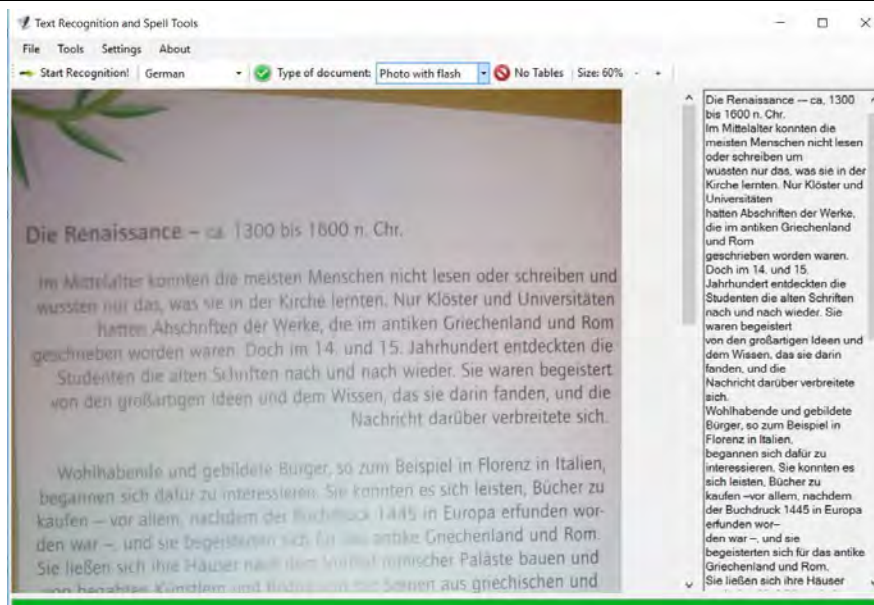 Text Recognition and Spell Tools
File Tools Settings About
Start Recognition! German Type of document: Photo with flash No Tables Size: 60% - +
Die Renaissance – ca. 1300 bis 1600 n. Chr.
Im Mittelalter konnten die meisten Menschen nicht lesen oder schreiben und
wussten nur das, was sie in der Kirche lernten. Nur Klöster und Universitäten
hatten Abschriften der Werke, die im antiken Griechenland und Rom
geschrieben worden waren. Doch im 14. und 15. Jahrhundert entdeckten die
Studenten die alten Schriften nach und nach wieder. Sie waren begeistert
von den großartigen Ideen und dem Wissen, das sie darin fanden, und die
Nachricht darüber verbreitete sich.
Wohlhabende und gebildete Bürger, so zum Beispiel in Florenz in Italien,
begannen sich dafür zu interessieren. Sie konnten es sich leisten, Bücher zu
kaufen – vor allem, nachdem der Buchdruck 1445 in Europa erfunden wor-
den war –, und sie begeisterten sich für das antike Griechenland und Rom.
Sie ließen sich ihre Häuser nach dem Vorbild römischer Paläste bauen und
von begabten Künstlern und mit Szenen aus griechischen und
Die Renaissance — ca. 1300
bis 1600 n. Chr.
Im Mittelalter konnten die
meisten Menschen nicht lesen
oder schreiben um
wussten nur das, was sie in der
Kirche lernten. Nur Klöster und
Universitäten
hatten Abschriften der Werke,
die im antiken Griechenland
und Rom
geschrieben worden waren.
Doch im 14. und 15.
Jahrhundert entdeckten die
Studenten die alten Schriften
nach und nach wieder. Sie
waren begeistert
von den großartigen Ideen und
dem Wissen, das sie darin
fanden, und die
Nachricht darüber verbreitete
sich.
Wohlhabende und gebildete
Bürger, so zum Beispiel in
Florenz in Italien,
begannen sich dafür zu
interessieren. Sie konnten es
sich leisten, Bücher zu
kaufen –vor allem, nachdem
der Buchdruck 1445 in Europa
erfunden wor–
den war –, und sie
begeisterten sich für das antike
Griechenland und Rom.
Sie ließen sich ihre Häuser